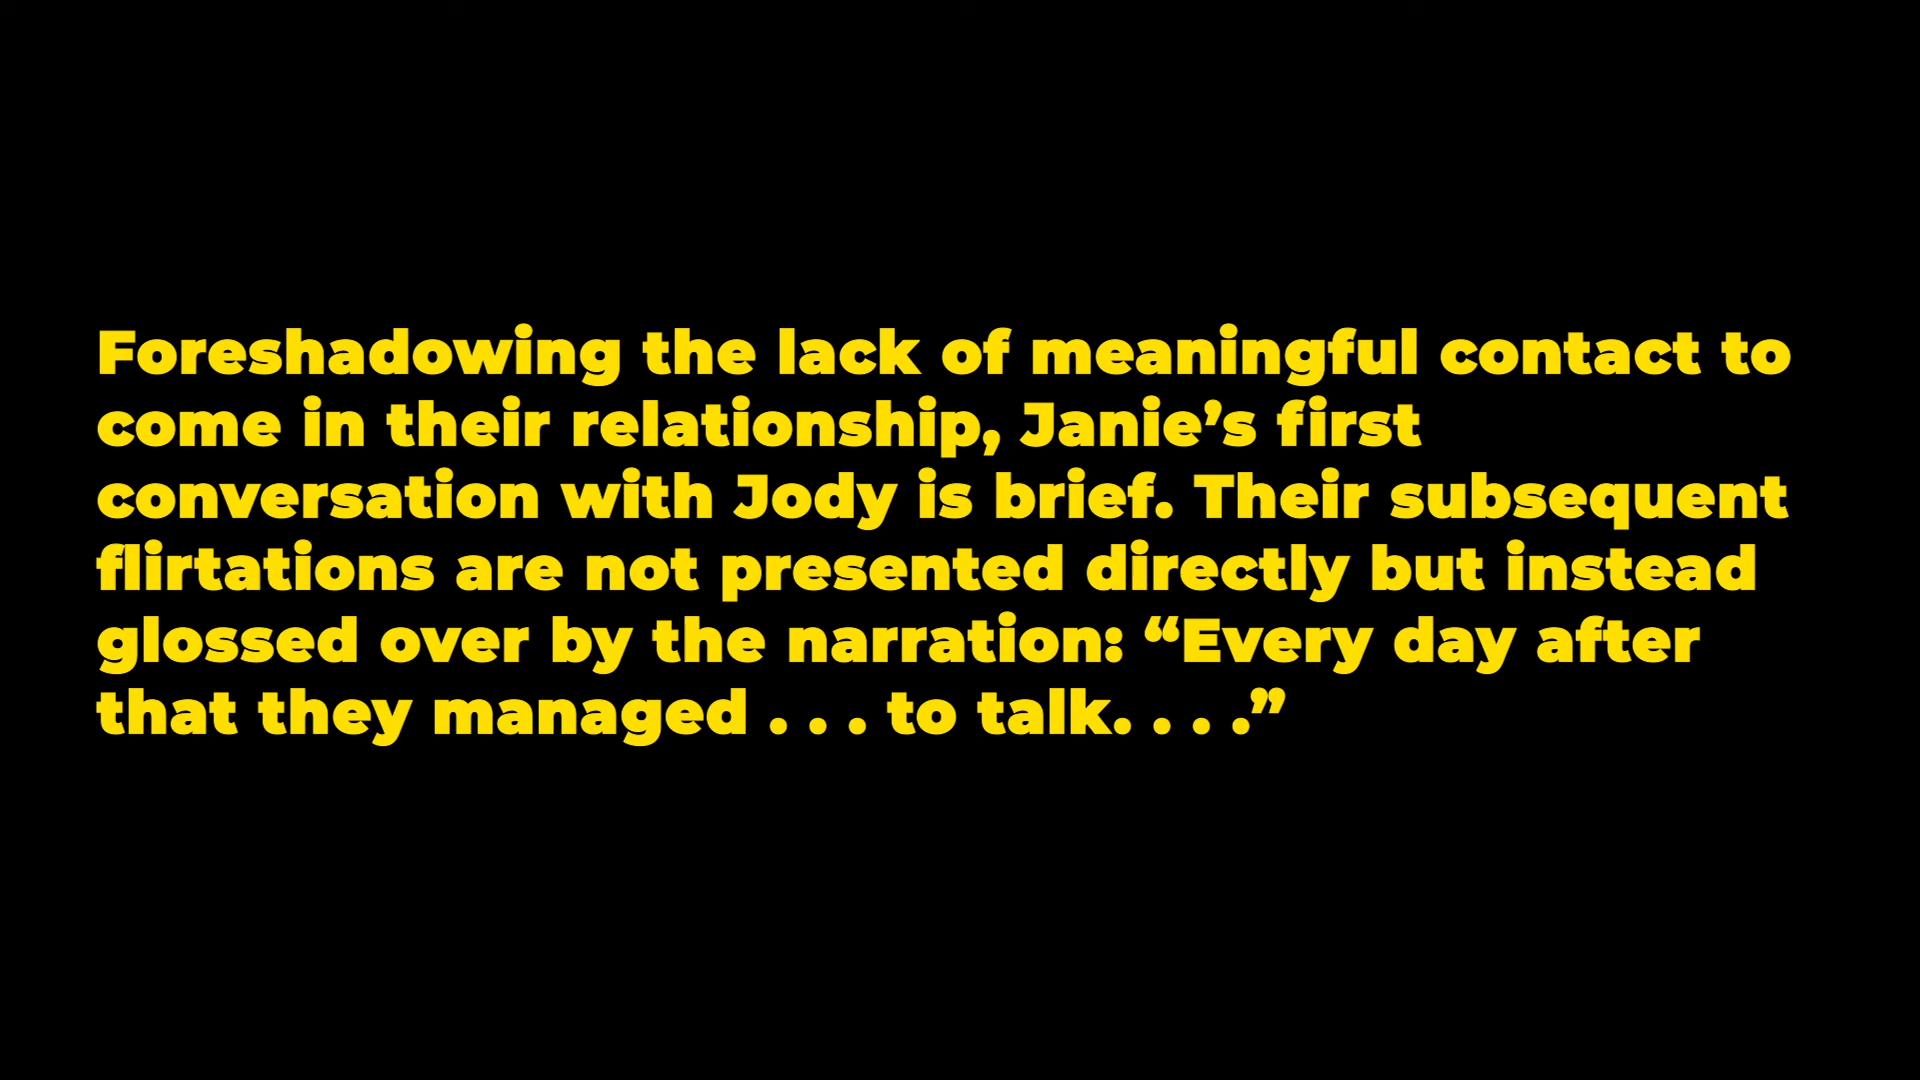 Foreshadowing the lack of meaningful contact to
come in their relationship, Janie’s first
conversation with Jody is brief. Their subsequent
flirtations are not presented directly but instead
glossed over by the narration: “Every day after
that they managed . . . to talk. . . .”